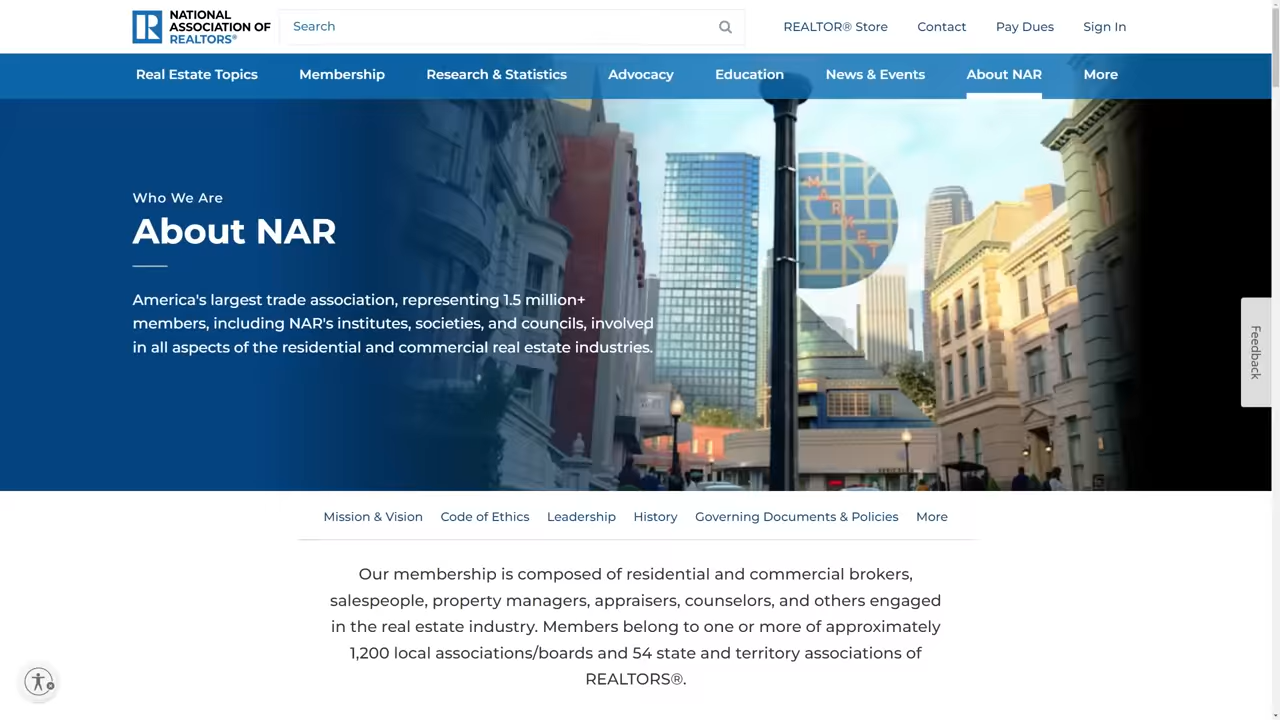 NATIONAL
ASSOCIATION OF
REALTORS®
Search
REALTOR® Store
Contact
Pay Dues
Sign In
Real Estate Topics
Membership
Research & Statistics
Advocacy
Education
News & Events
About NAR
More
Who We Are
About NAR
America's largest trade association, representing 1.5 million+
members, including NAR's institutes, societies, and councils, involved
in all aspects of the residential and commercial real estate industries.
MARKET
Feedback
Mission & Vision
Code of Ethics
Leadership
History
Governing Documents & Policies
More
Our membership is composed of residential and commercial brokers,
salespeople, property managers, appraisers, counselors, and others engaged
in the real estate industry. Members belong to one or more of approximately
1,200 local associations/boards and 54 state and territory associations of
REALTORS®.